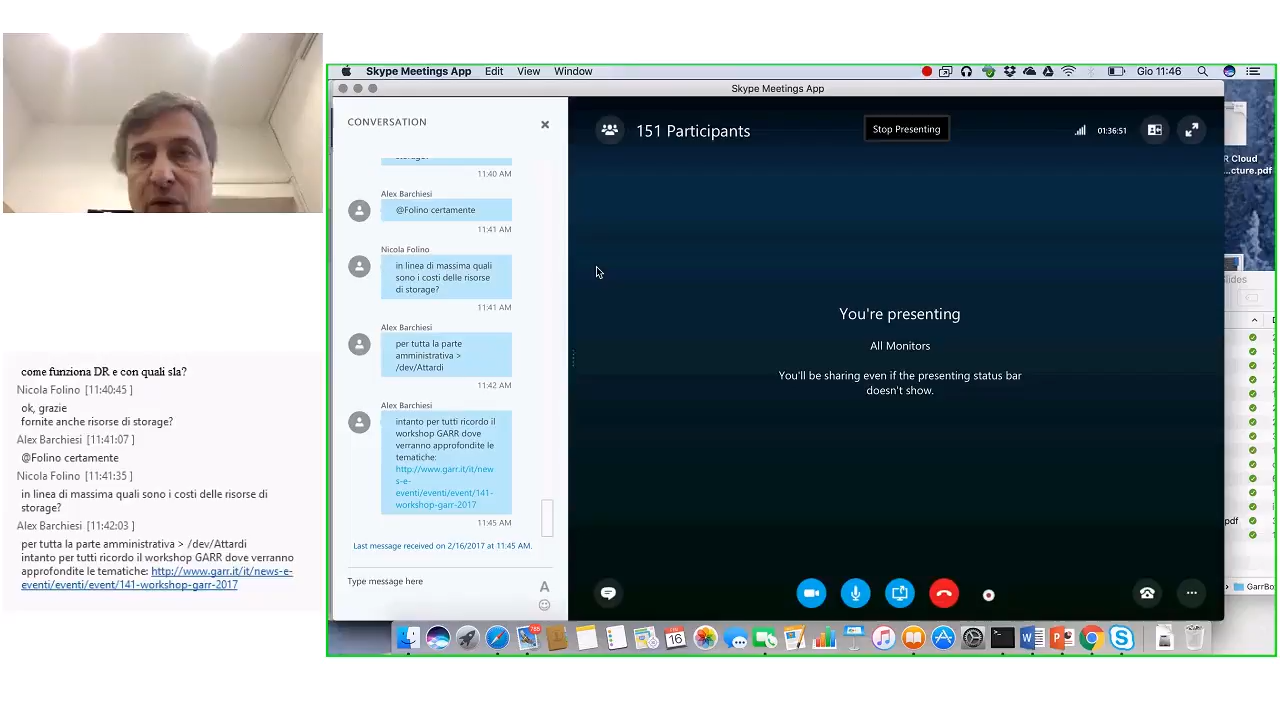 Skype Meetings App Edit View Window Gio 11:46
Skype Meetings App
CONVERSATION
151 Participants
Stop Presenting
01:36:51
storage?
11:40 AM
Alex Barchiesi
@Folino certamente
11:41 AM
Nicola Folino
in linea di massima quali
sono i costi delle risorse
di storage?
11:41 AM
Alex Barchiesi
per tutta la parte
amministrativa >
/dev/Attardi
11:42 AM
Alex Barchiesi
intanto per tutti ricordo il
workshop GARR dove
verranno approfondite le
tematiche:
http://www.garr.it/it/new
s-e-
eventi/eventi/event/141-
workshop-garr-2017
11:45 AM
Last message received on 2/16/2017 at 11:45 AM.
Type message here
A
You're presenting
All Monitors
You'll be sharing even if the presenting status bar
doesn't show.
R Cloud
...cture.pdf
lides
pdf
GarrBo
16
come funziona DR e con quali sla?
Nicola Folino [11:40:45]
ok, grazie
fornite anche risorse di storage?
Alex Barchiesi [11:41:07]
@Folino certamente
Nicola Folino [11:41:35]
in linea di massima quali sono i costi delle risorse di
storage?
Alex Barchiesi [11:42:03]
per tutta la parte amministrativa > /dev/Attardi
intanto per tutti ricordo il workshop GARR dove verranno
approfondite le tematiche: http://www.garr.it/it/news-e-
eventi/eventi/event/141-workshop-garr-2017